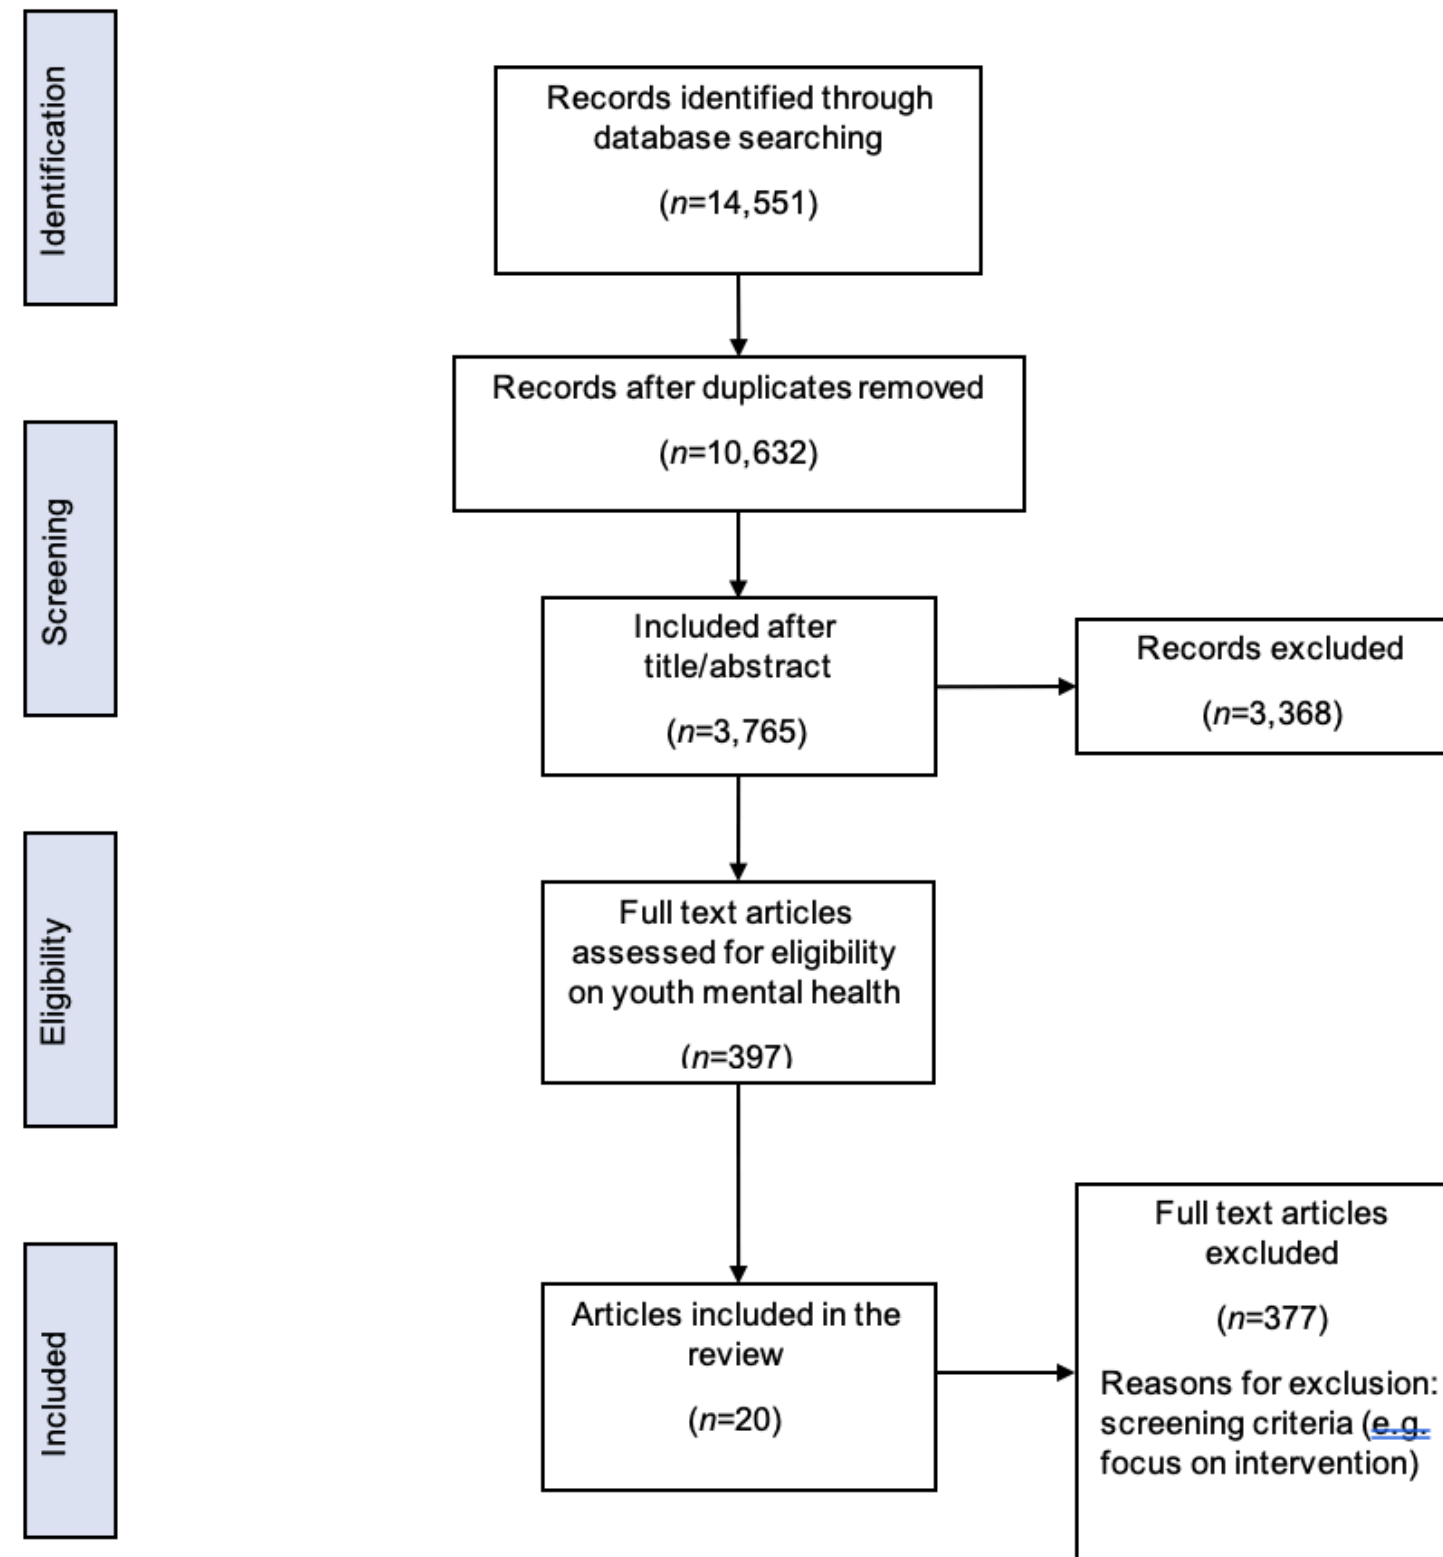 Identification
Records identified through
database searching
(n=14,551)
Records after duplicates removed
(n=10,632)
Screening
Included after
title/abstract
(n=3,765)
Records excluded
(n=3,368)
Eligibility
Full text articles
assessed for eligibility
on youth mental health
(n=397)
Included
Articles included in the
review
(n=20)
Full text articles
excluded
(n=377)
Reasons for exclusion:
screening criteria (e.g.
focus on intervention)